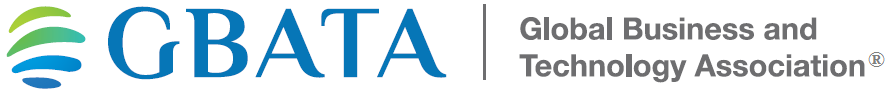 GBATA
Global Business and
Technology Association®